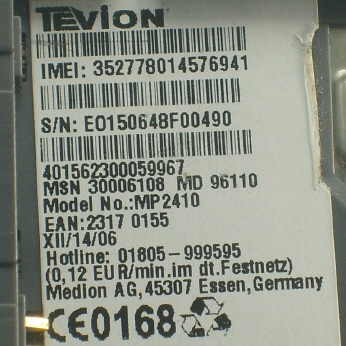 TEVION
IMEI: 352778014576941
S/N: EO150648F00490
401562300059967
MSN 30006108 MD 96110
Model No.:MP2410
EAN:2317 0155
XII/14/06
Hotline: 01805-999595
(0,12 EUR/min.im dt.Festnetz)
Medion AG,45307 Essen,Germany
CE0168